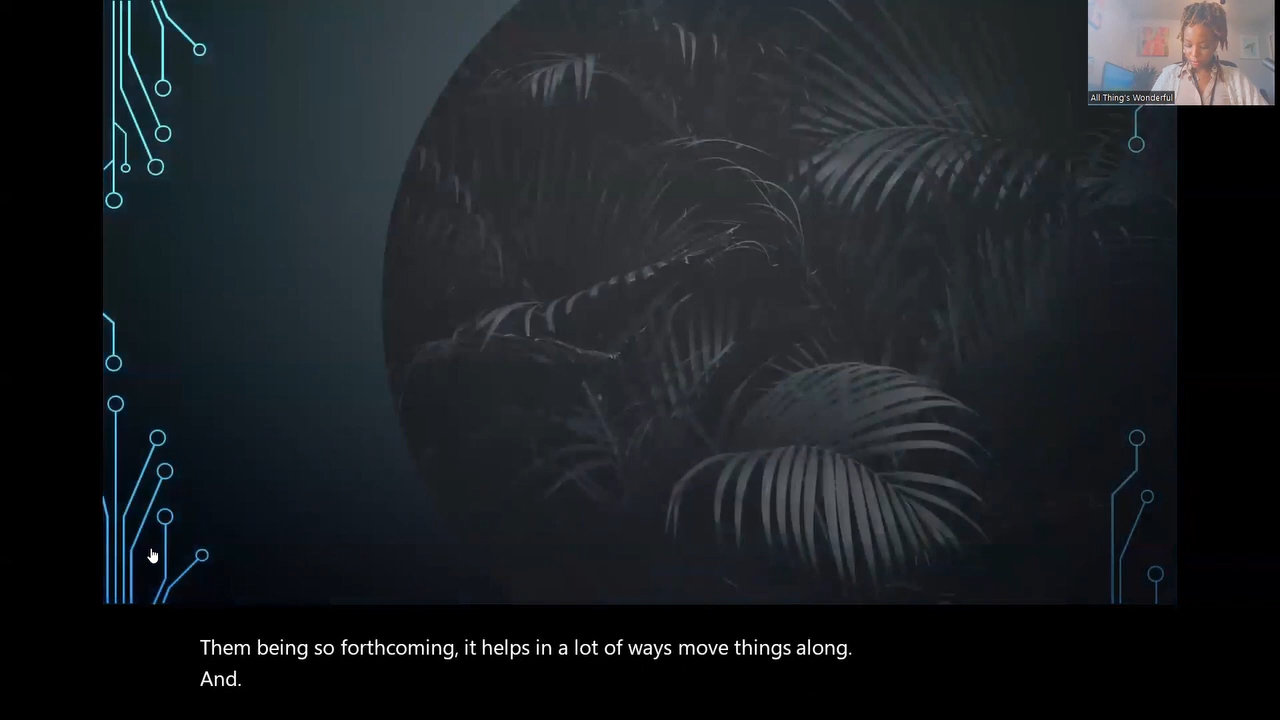 All Thing's Wonderful
Them being so forthcoming, it helps in a lot of ways move things along.
And.